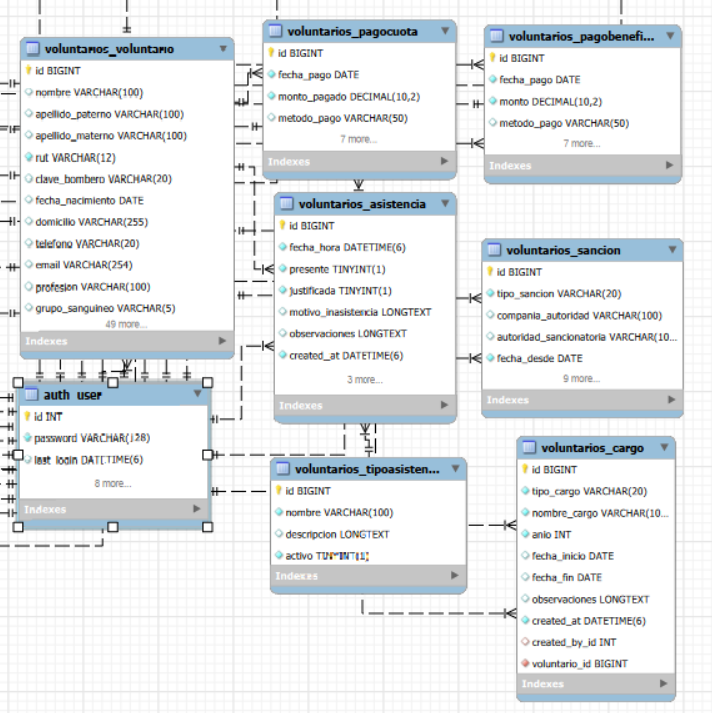 voluntarios_voluntario
id BIGINT
nombre VARCHAR(100)
apellido_paterno VARCHAR(100)
apellido_materno VARCHAR(100)
rut VARCHAR(12)
clave_bombero VARCHAR(20)
fecha_nacimiento DATE
domicilio VARCHAR(255)
telefono VARCHAR(20)
email VARCHAR(254)
profesion VARCHAR(100)
grupo_sanguineo VARCHAR(5)
49 more...
Indexes
voluntarios_pagocuota
id BIGINT
fecha_pago DATE
monto_pagado DECIMAL(10,2)
metodo_pago VARCHAR(50)
7 more...
Indexes
voluntarios_pagobenefi...
id BIGINT
fecha_pago DATE
monto DECIMAL(10,2)
metodo_pago VARCHAR(50)
7 more...
Indexes
voluntarios_asistencia
id BIGINT
fecha_hora DATETIME(6)
presente TINYINT(1)
justificada TINYINT(1)
motivo_inasistencia LONGTEXT
observaciones LONGTEXT
created_at DATETIME(6)
3 more...
Indexes
voluntarios_sancion
id BIGINT
tipo_sancion VARCHAR(20)
compania_autoridad VARCHAR(100)
autoridad_sancionatoria VARCHAR(10...
fecha_desde DATE
9 more...
Indexes
auth_user
id INT
password VARCHAR(128)
last_login DATETIME(6)
8 more...
Indexes
voluntarios_tipoasisten...
id BIGINT
nombre VARCHAR(100)
descripcion LONGTEXT
activo TINYINT(1)
Indexes
voluntarios_cargo
id BIGINT
tipo_cargo VARCHAR(20)
nombre_cargo VARCHAR(10...
anio INT
fecha_inicio DATE
fecha_fin DATE
observaciones LONGTEXT
created_at DATETIME(6)
created_by_id INT
voluntario_id BIGINT
Indexes